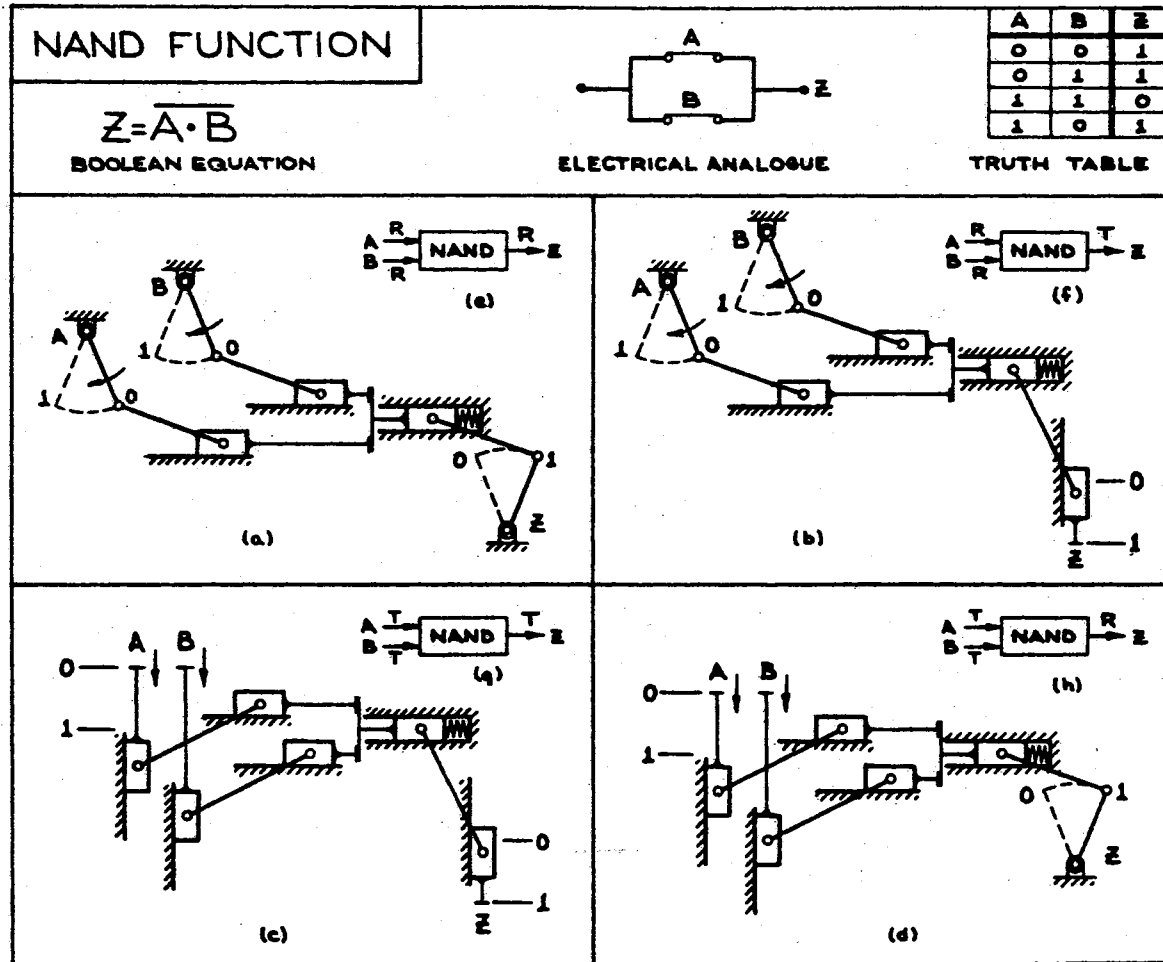 NAND FUNCTION
Z=A·B
BOOLEAN EQUATION
A
B
Z
ELECTRICAL ANALOGUE
A B Z
0 0 1
0 1 1
1 1 0
1 0 1
TRUTH TABLE
A R
B R
NAND
R
Z
(e)
B
0
1
A
0
1
0
1
Z
(a)
A R
B R
NAND
T
Z
(f)
B
0
1
A
0
1
0
1
Z
(b)
A T
B T
NAND
T
Z
(g)
A B
0
1
0
1
Z
(c)
A T
B T
NAND
R
Z
(h)
A B
0
1
0
1
Z
(d)